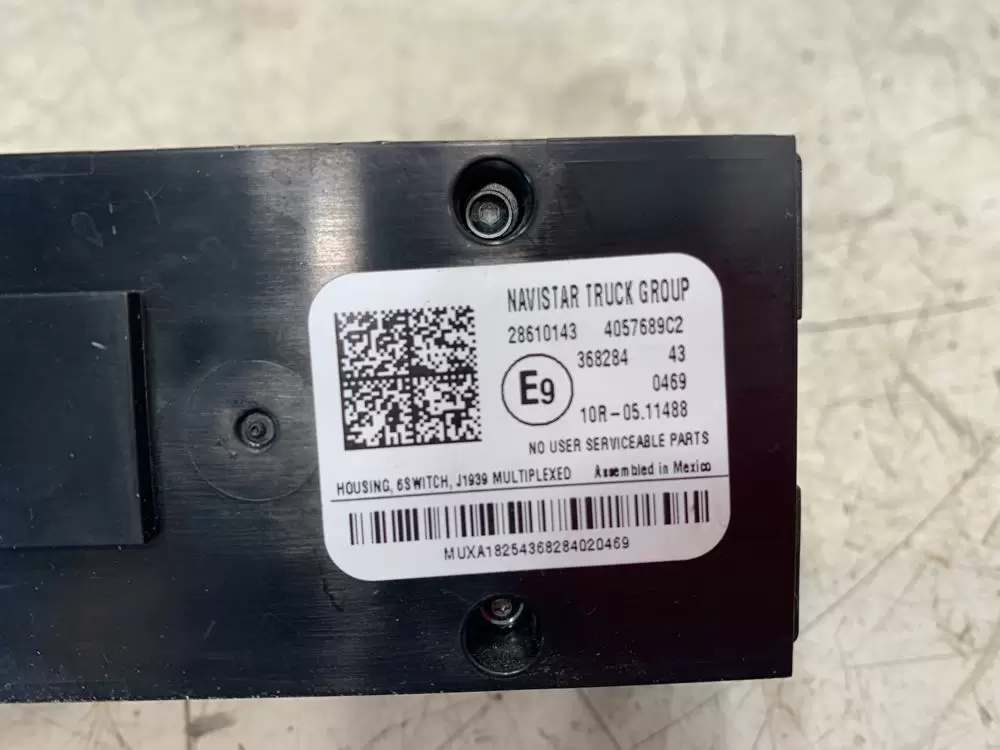 NAVISTAR TRUCK GROUP
28610143 4057689C2
368284 43
E9
0469
10R-05.11488
NO USER SERVICEABLE PARTS
HOUSING, 6SWITCH, J1939 MULTIPLEXED Assembled in Mexico
MUXA18254368284020469